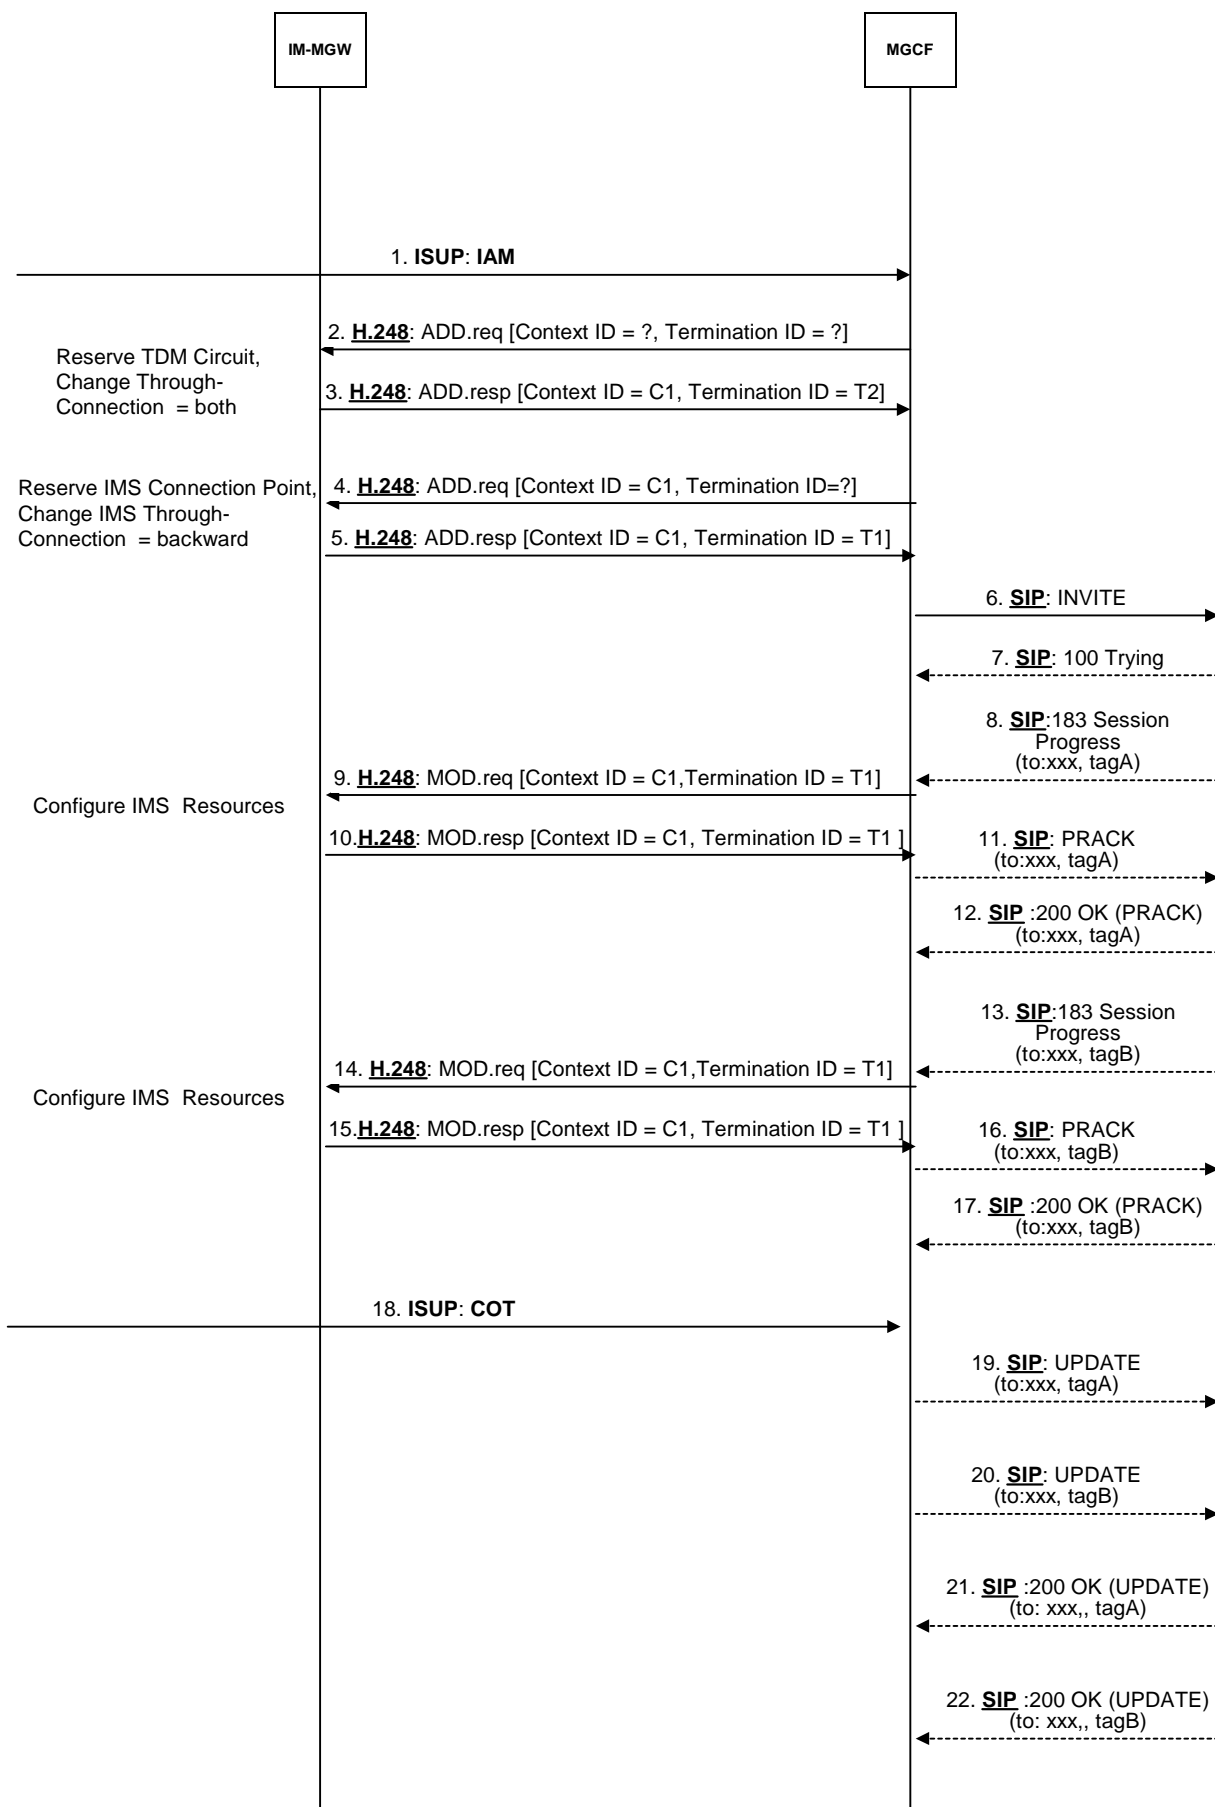 IM-MGW
MGCF
1. ISUP: IAM
2. H.248: ADD.req [Context ID = ?, Termination ID = ?]
Reserve TDM Circuit,
Change Through-
Connection = both
3. H.248: ADD.resp [Context ID = C1, Termination ID = T2]
Reserve IMS Connection Point,
Change IMS Through-
Connection = backward
4. H.248: ADD.req [Context ID = C1, Termination ID=?]
5. H.248: ADD.resp [Context ID = C1, Termination ID = T1]
6. SIP: INVITE
7. SIP: 100 Trying
8. SIP:183 Session
Progress
(to:xxx, tagA)
9. H.248: MOD.req [Context ID = C1,Termination ID = T1]
Configure IMS Resources
10.H.248: MOD.resp [Context ID = C1, Termination ID = T1 ]
11. SIP: PRACK
(to:xxx, tagA)
12. SIP :200 OK (PRACK)
(to:xxx, tagA)
13. SIP:183 Session
Progress
(to:xxx, tagB)
14. H.248: MOD.req [Context ID = C1,Termination ID = T1]
Configure IMS Resources
15.H.248: MOD.resp [Context ID = C1, Termination ID = T1 ]
16. SIP: PRACK
(to:xxx, tagB)
17. SIP :200 OK (PRACK)
(to:xxx, tagB)
18. ISUP: COT
19. SIP: UPDATE
(to:xxx, tagA)
20. SIP: UPDATE
(to:xxx, tagB)
21. SIP :200 OK (UPDATE)
(to: xxx,, tagA)
22. SIP :200 OK (UPDATE)
(to: xxx,, tagB)